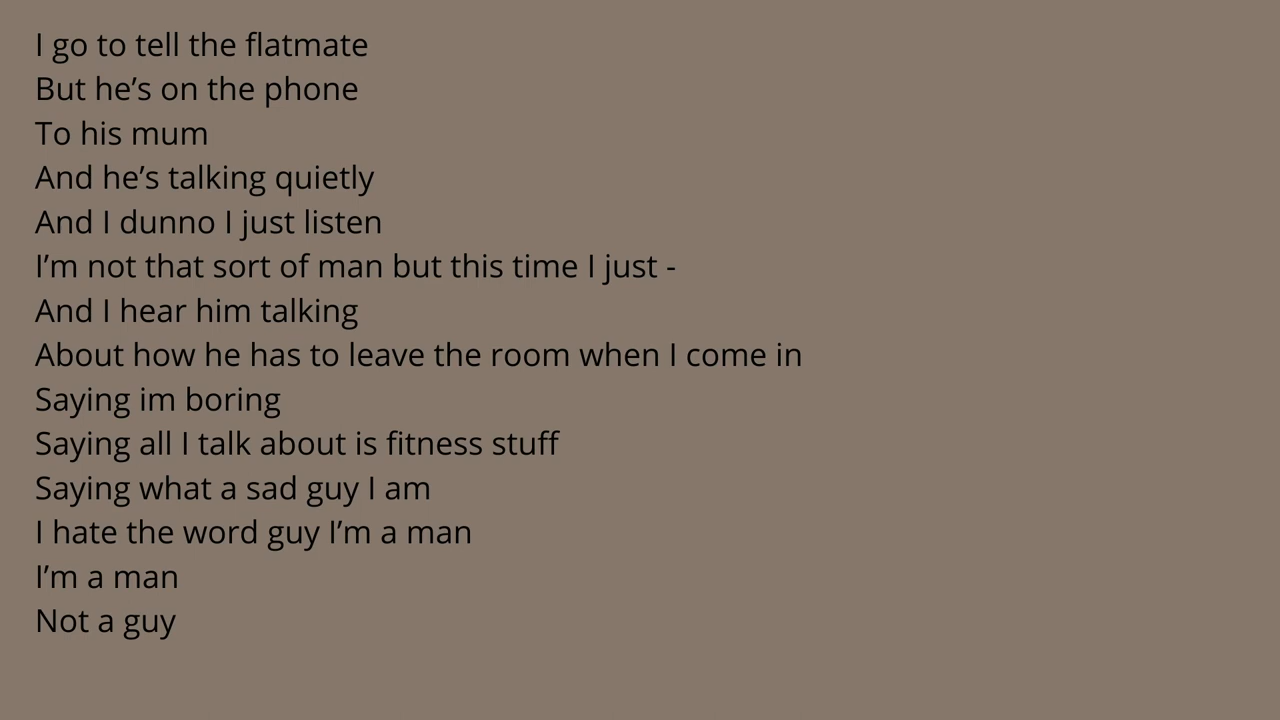 I go to tell the flatmate
But he’s on the phone
To his mum
And he’s talking quietly
And I dunno I just listen
I’m not that sort of man but this time I just -
And I hear him talking
About how he has to leave the room when I come in
Saying im boring
Saying all I talk about is fitness stuff
Saying what a sad guy I am
I hate the word guy I’m a man
I’m a man
Not a guy